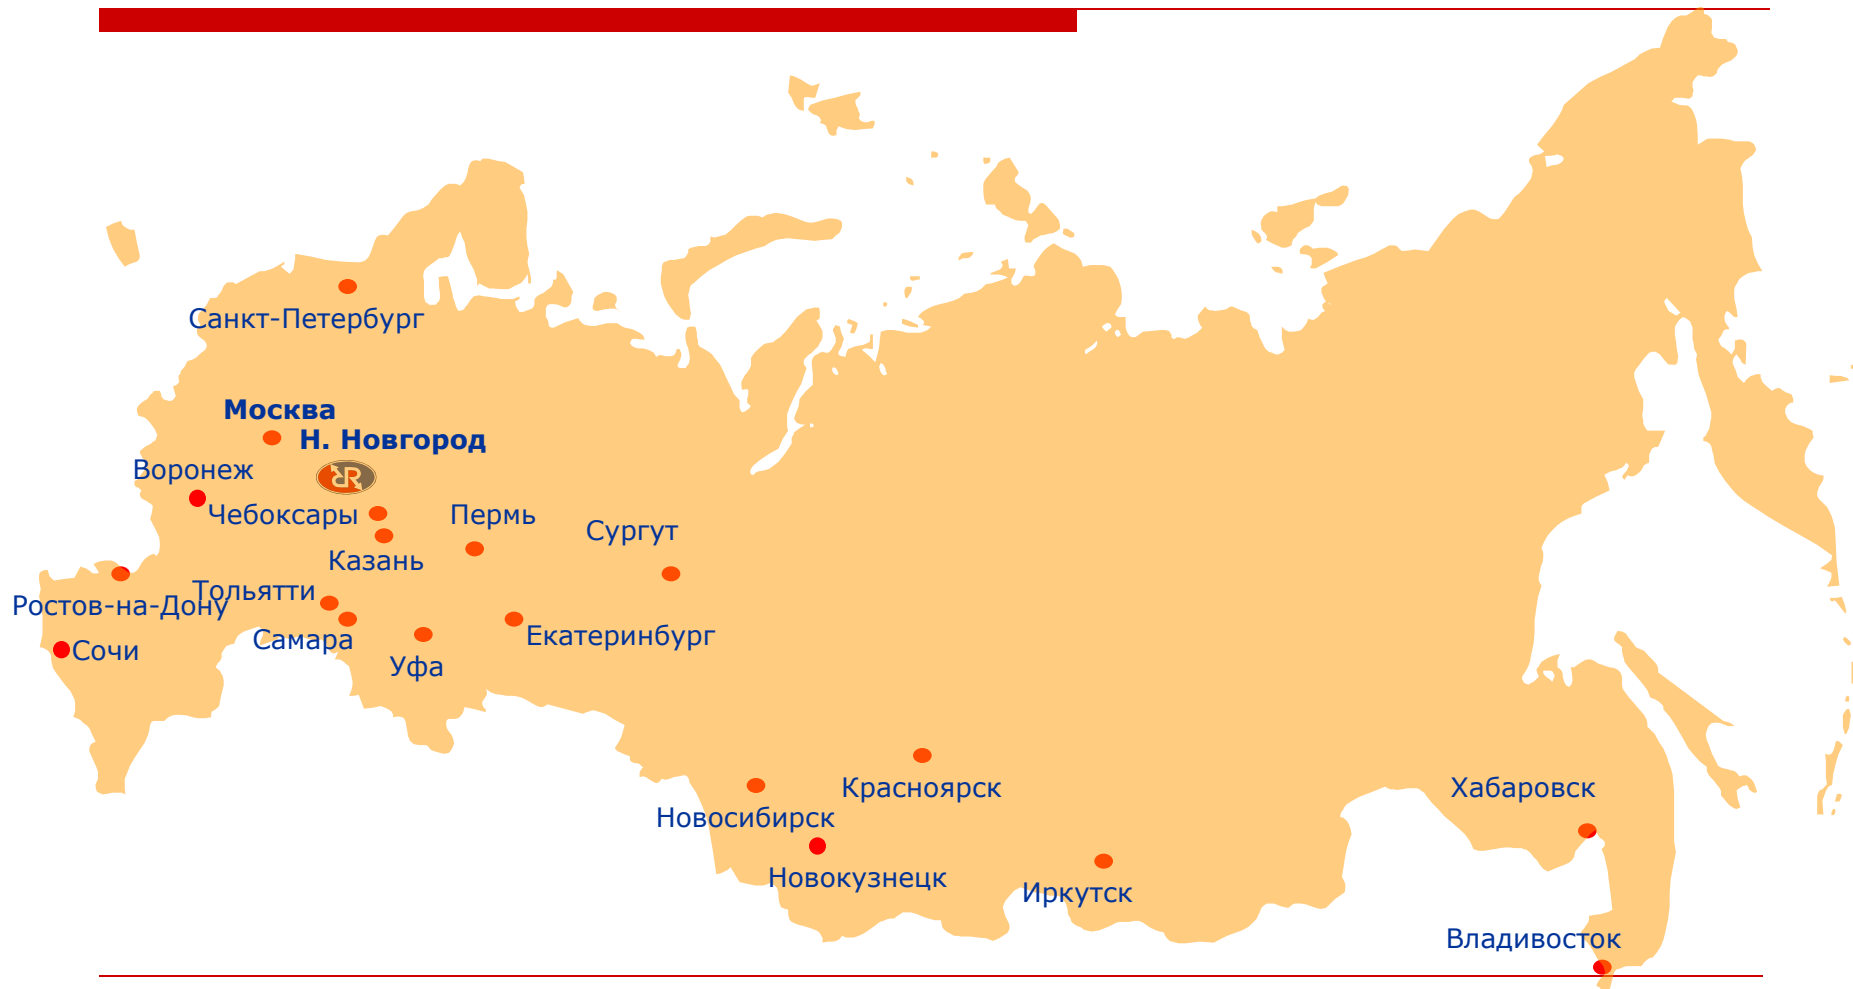 Санкт-Петербург
Москва
Н. Новгород
Воронеж
Чебоксары
Пермь
Сургут
Казань
Тольятти
Ростов-на-Дону
Самара
Екатеринбург
Сочи
Уфа
Красноярск
Хабаровск
Новосибирск
Новокузнецк
Иркутск
Владивосток